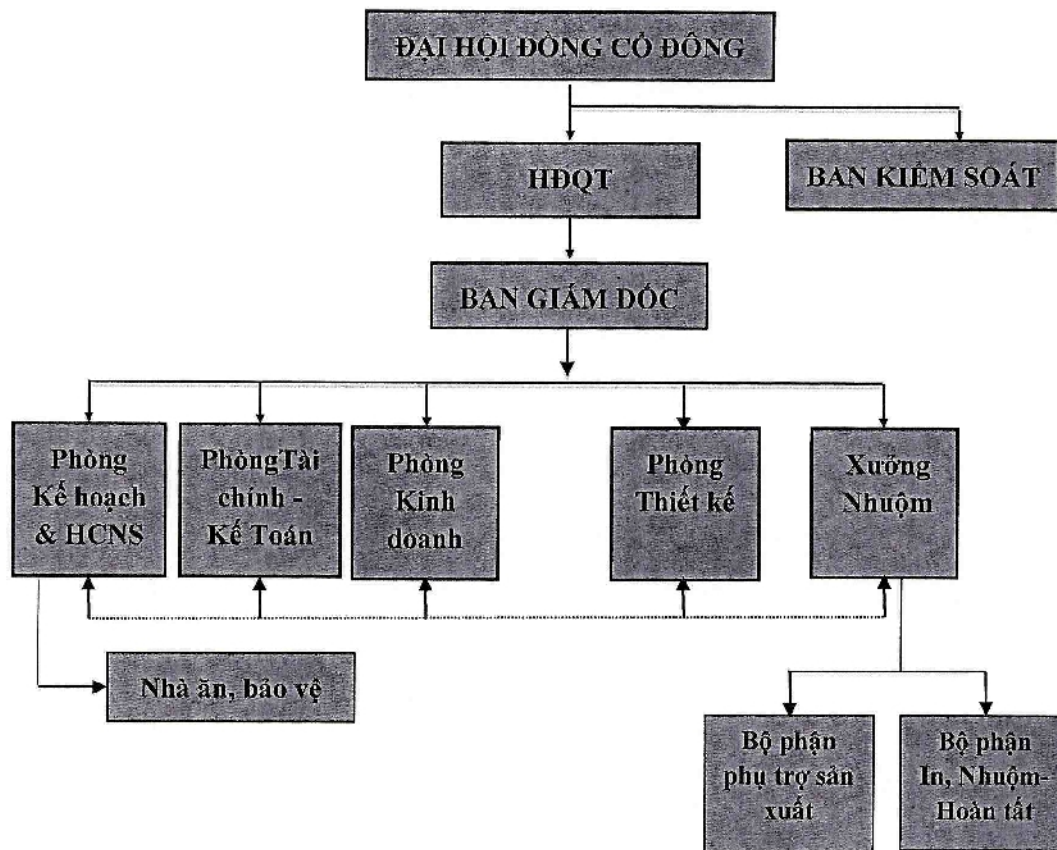 ĐẠI HỘI ĐỒNG CỔ ĐÔNG
HĐQT
BAN KIỂM SOÁT
BAN GIÁM ĐỐC
Phòng
Kế hoạch
& HCNS
PhòngTài
chính -
Kế Toán
Phòng
Kinh
doanh
Phòng
Thiết kế
Xưởng
Nhuộm
Nhà ăn, bảo vệ
Bộ phận
phụ trợ sản
xuất
Bộ phận
In, Nhuộm-
Hoàn tất